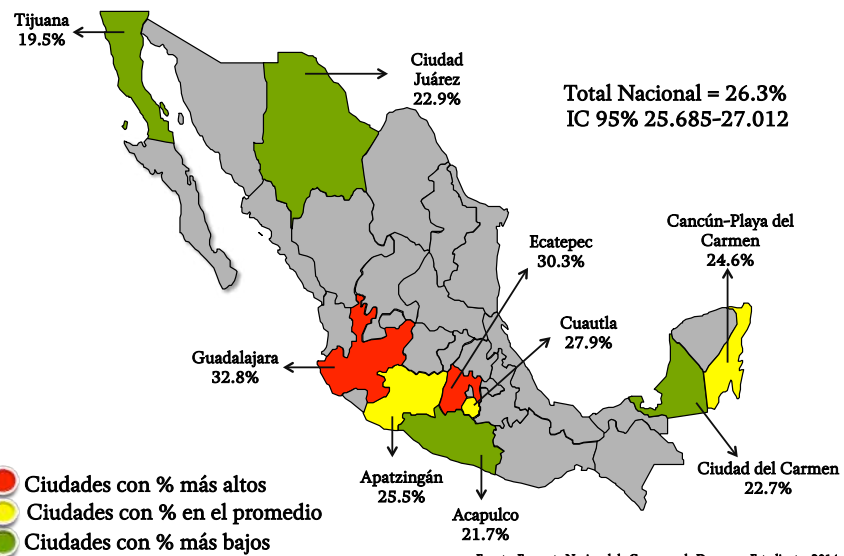 Tijuana
19.5%
Ciudad
Juárez
22.9%
Total Nacional = 26.3%
IC 95% 25.685-27.012
Cancún-Playa del
Carmen
24.6%
Ecatepec
30.3%
Cuautla
27.9%
Guadalajara
32.8%
Apatzingán
25.5%
Acapulco
21.7%
Ciudad del Carmen
22.7%
Ciudades con % más altos
Ciudades con % en el promedio
Ciudades con % más bajos